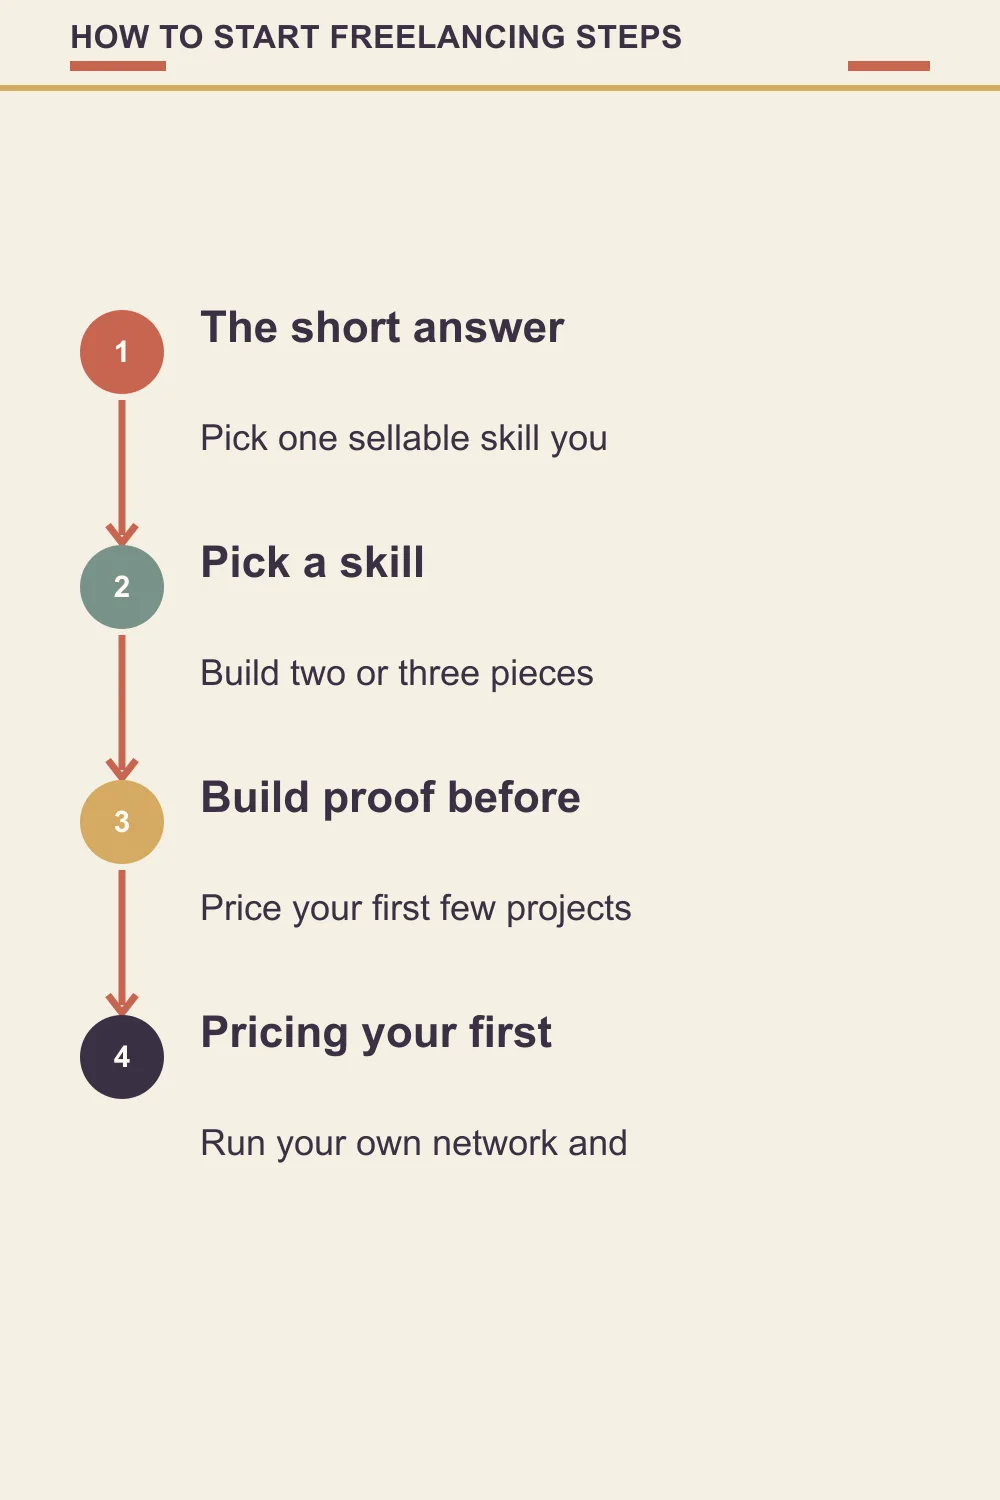 HOW TO START FREELANCING STEPS
1
The short answer
Pick one sellable skill you
2
Pick a skill
Build two or three pieces
3
Build proof before
Price your first few projects
4
Pricing your first
Run your own network and